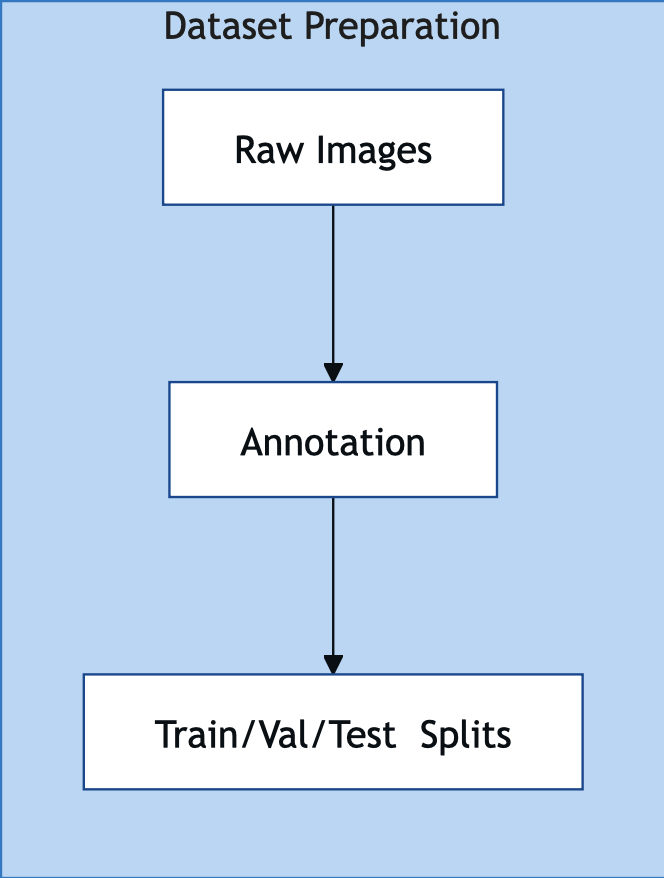 Dataset Preparation
Raw Images
Annotation
Train/Val/Test Splits